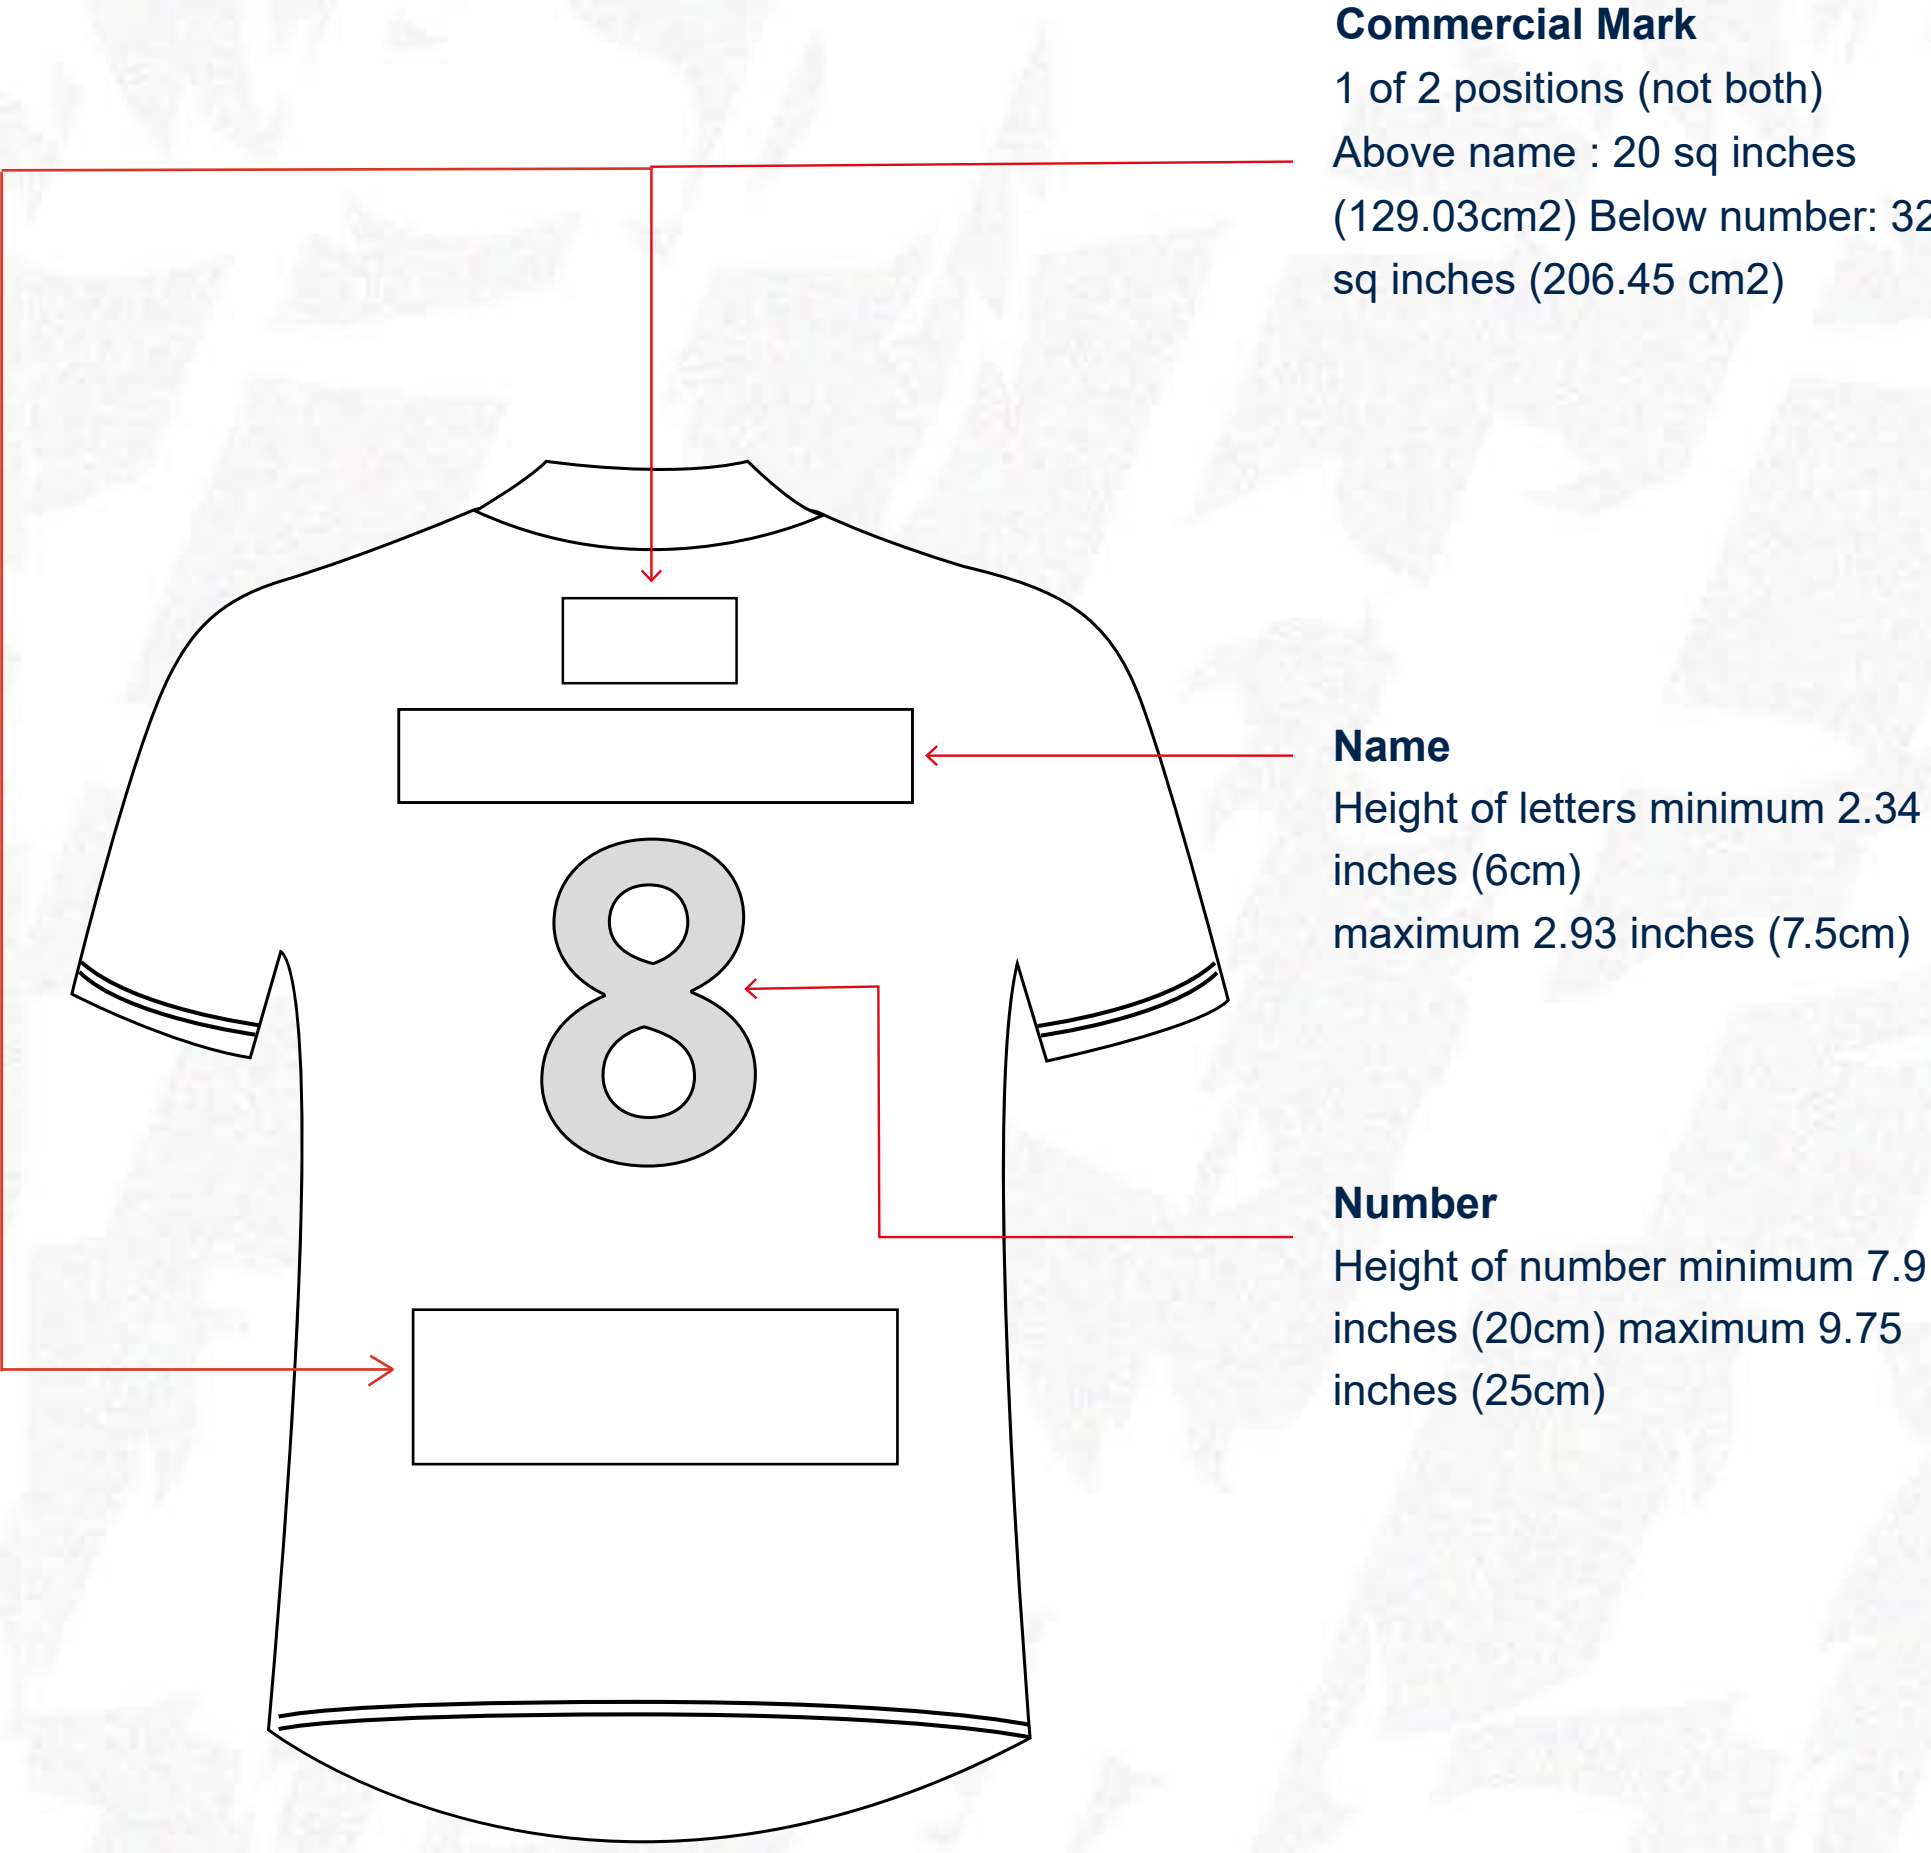 Commercial Mark
1 of 2 positions (not both)
Above name : 20 sq inches
(129.03cm2) Below number: 32
sq inches (206.45 cm2)
Name
Height of letters minimum 2.34
inches (6cm)
maximum 2.93 inches (7.5cm)
8
Number
Height of number minimum 7.9
inches (20cm) maximum 9.75
inches (25cm)